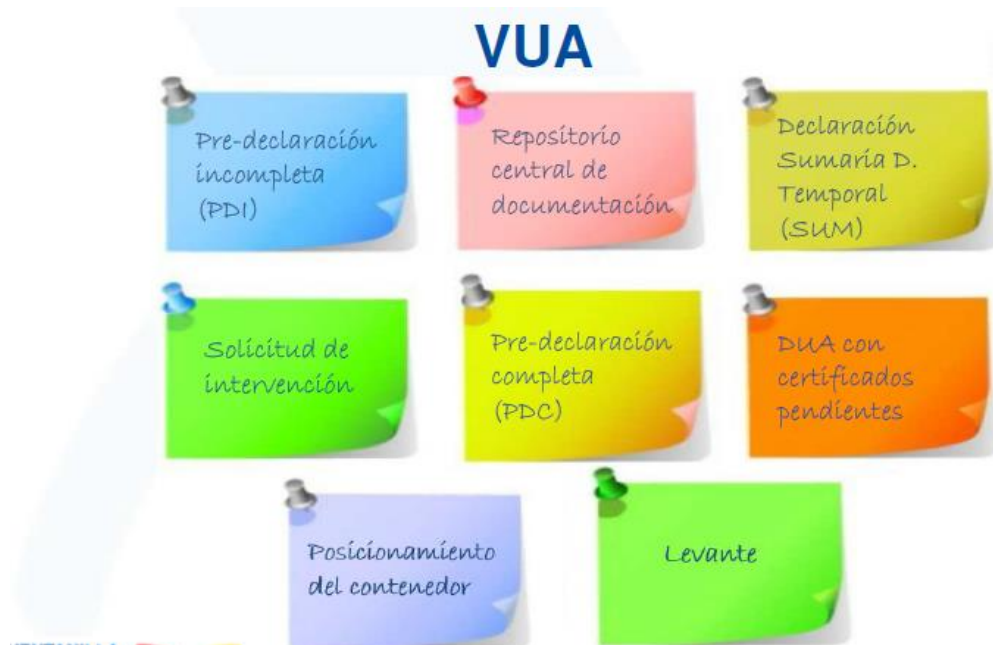 VUA
Pre-declaración
incompleta
(PDI)
Repositorio
central de
documentación
Declaración
Sumaria D.
Temporal
(SUM)
Solicitud de
intervención
Pre-declaración
completa
(PDC)
DUA con
certificados
pendientes
Posicionamiento
del contenedor
Levante